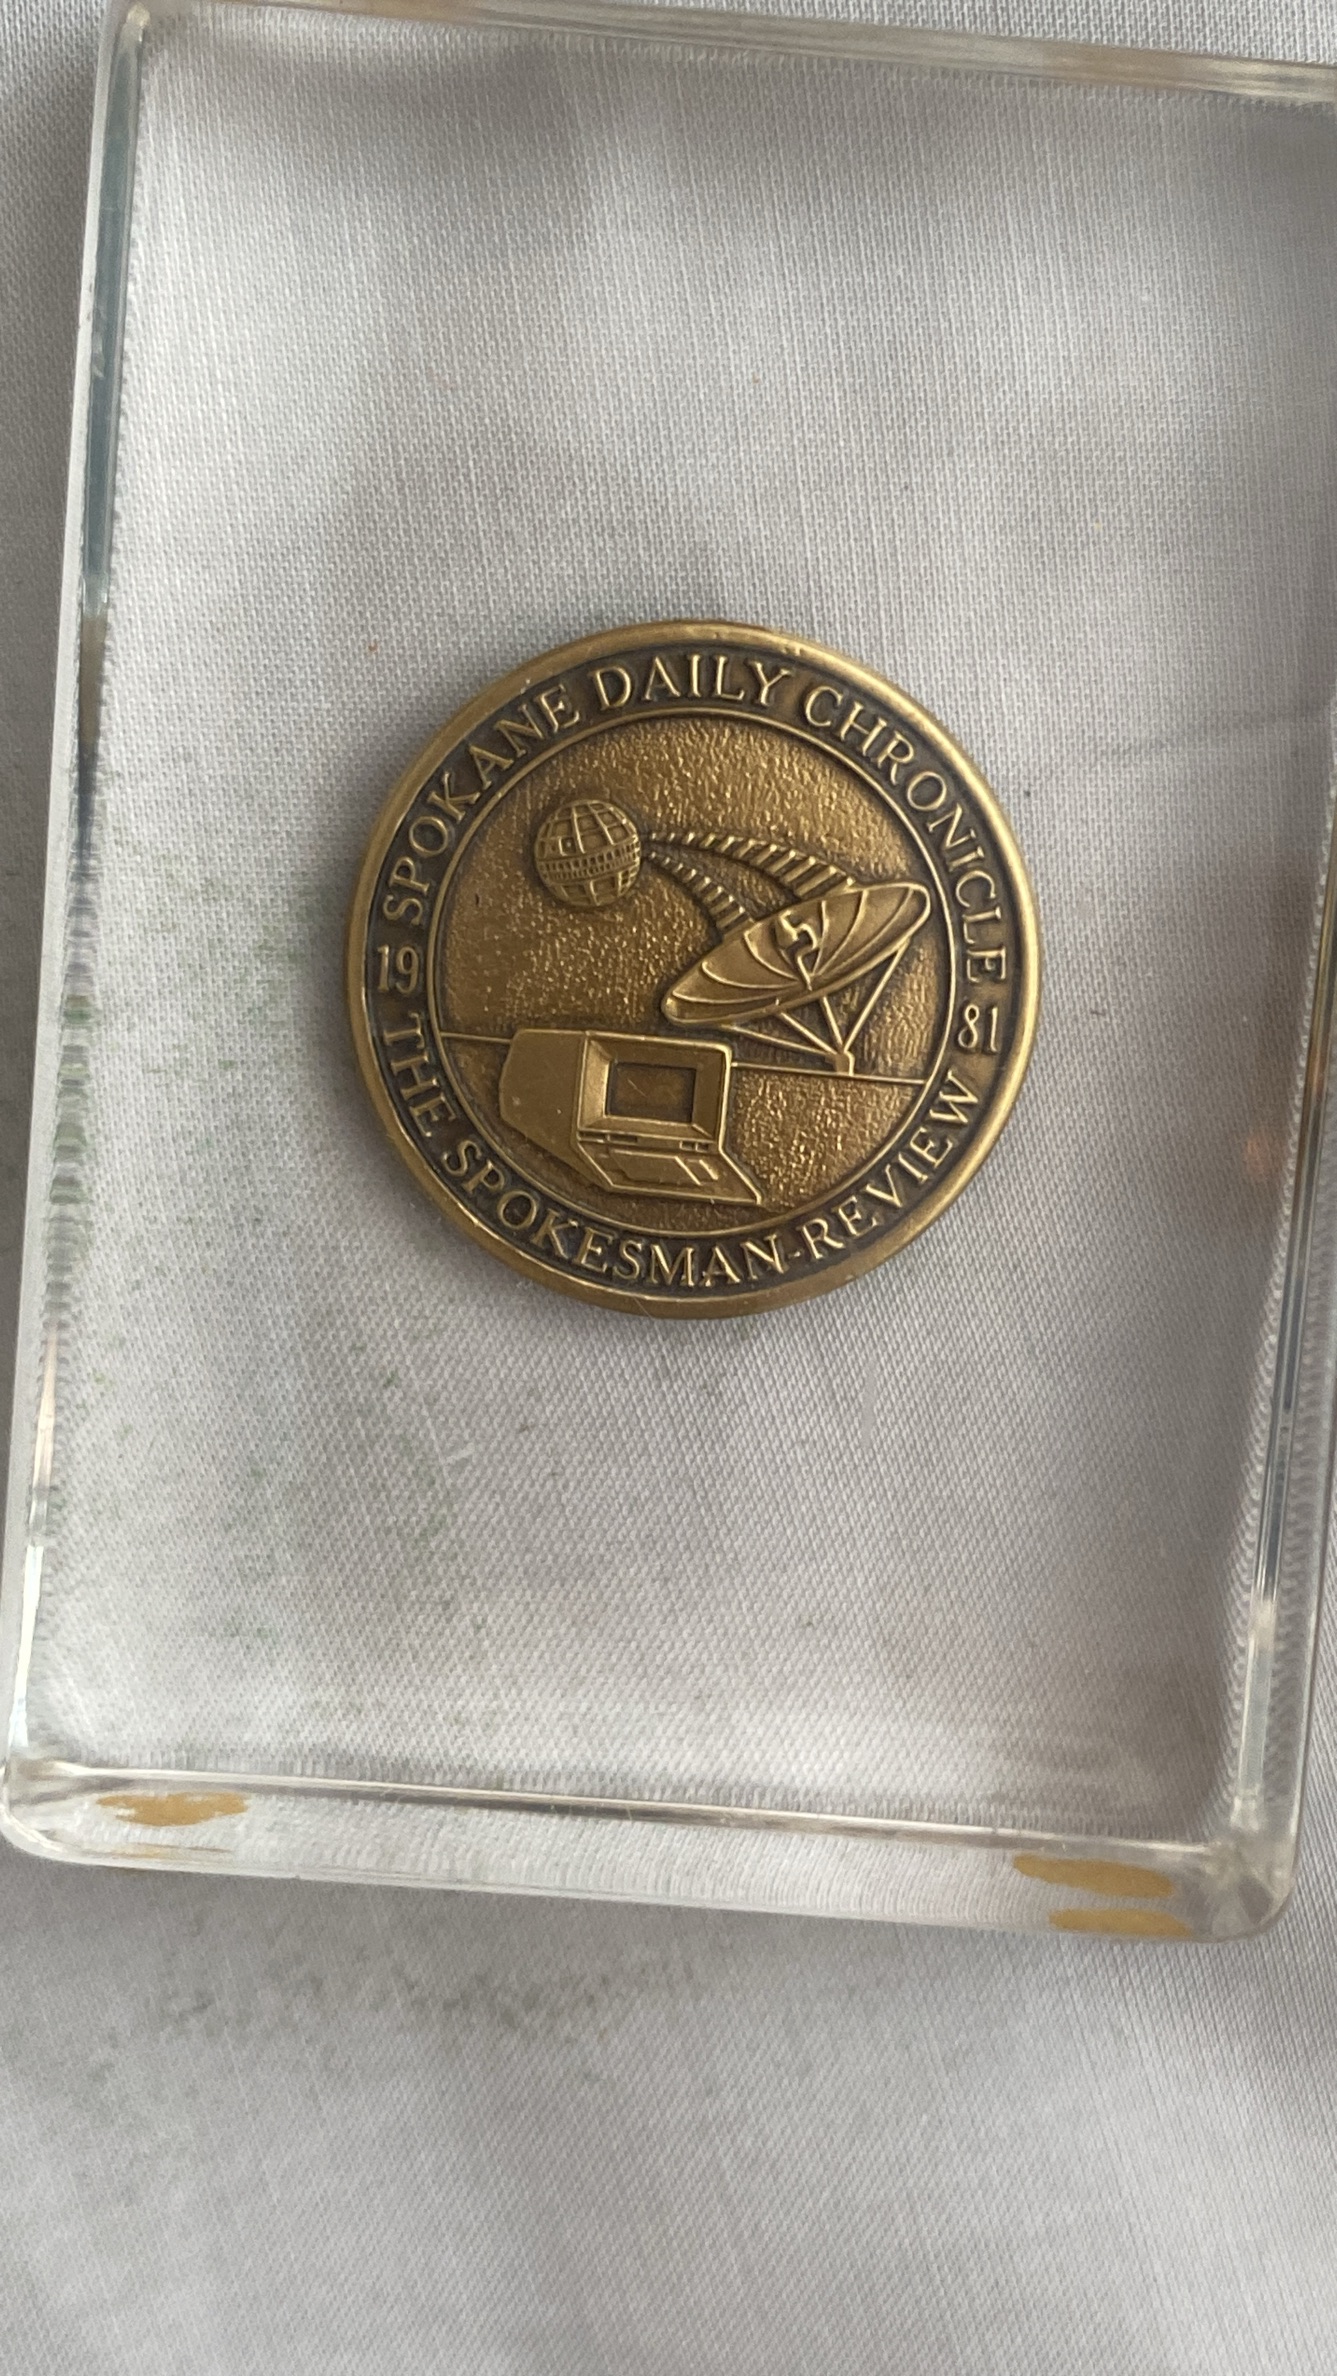 SPOKANE DAILY CHRONICLE
19 81
THE SPOKESMAN-REVIEW